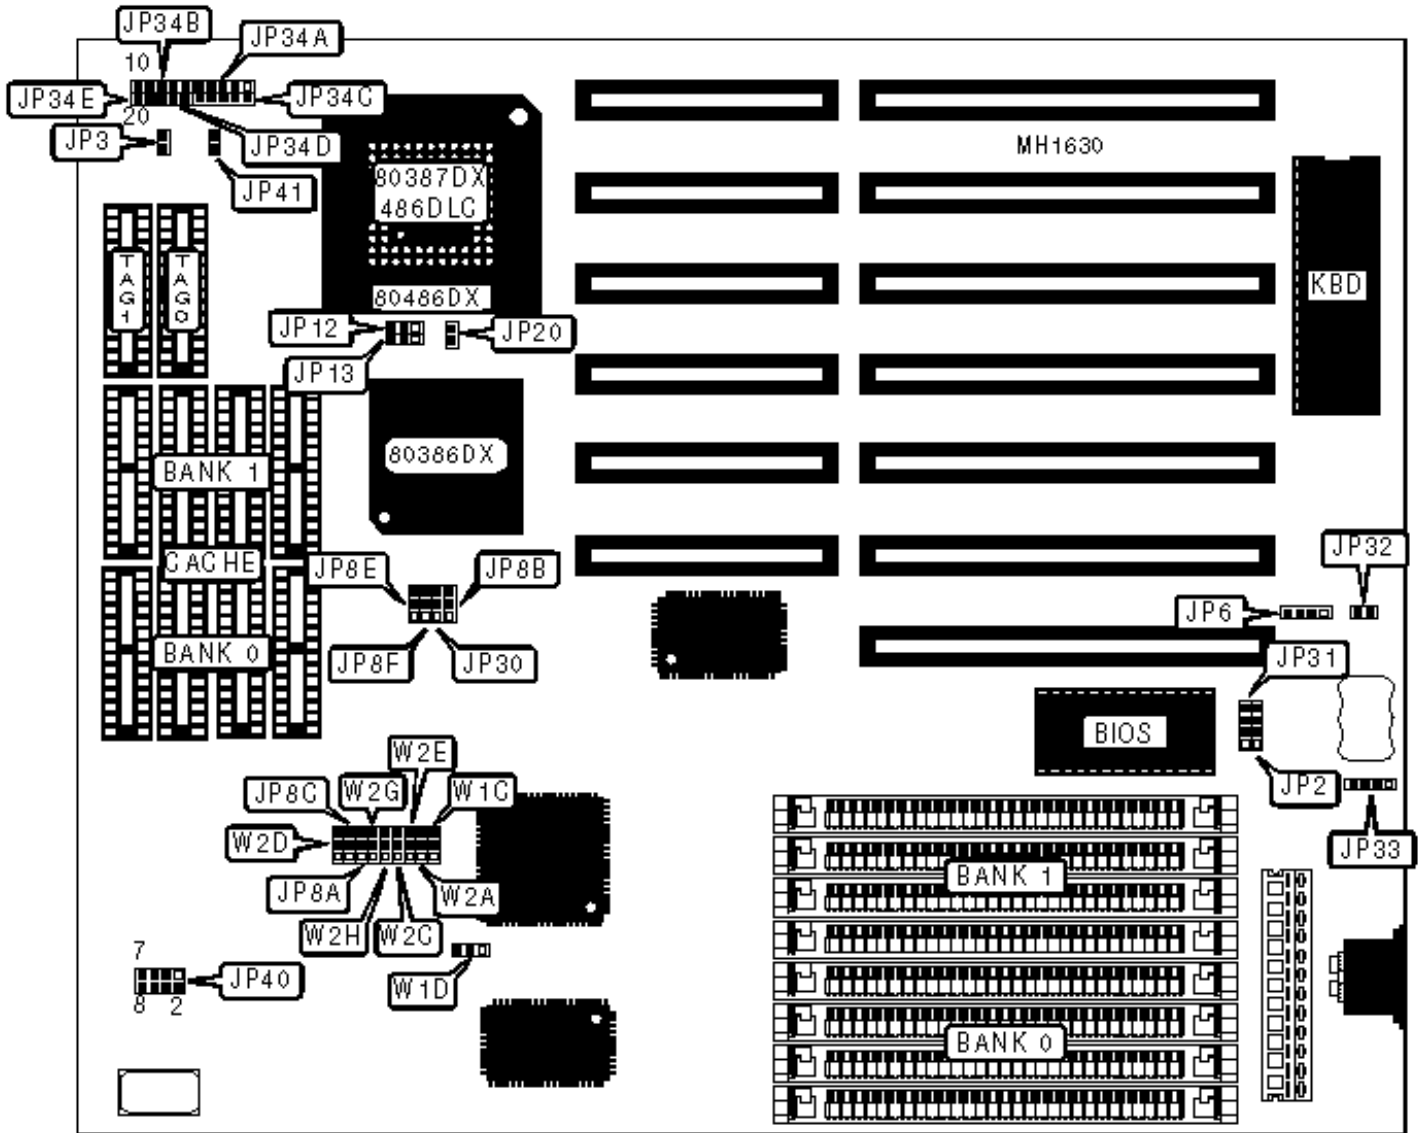 JP34B
JP34A
10
JP34E
JP34C
20
JP3
JP34D
MH1630
JP41
80387DX
486DLC
TAG1
TAG0
KBD
80486DX
JP12
JP20
JP13
80386DX
BANK 1
CACHE
JP32
JP8E
JP8B
JP6
BANK 0
JP8F
JP30
JP31
BIOS
W2E
JP8C
W2G
W1C
JP2
W2D
JP33
JP8A
W2A
BANK 1
W2H
W2C
7
JP40
W1D
8 2
BANK 0